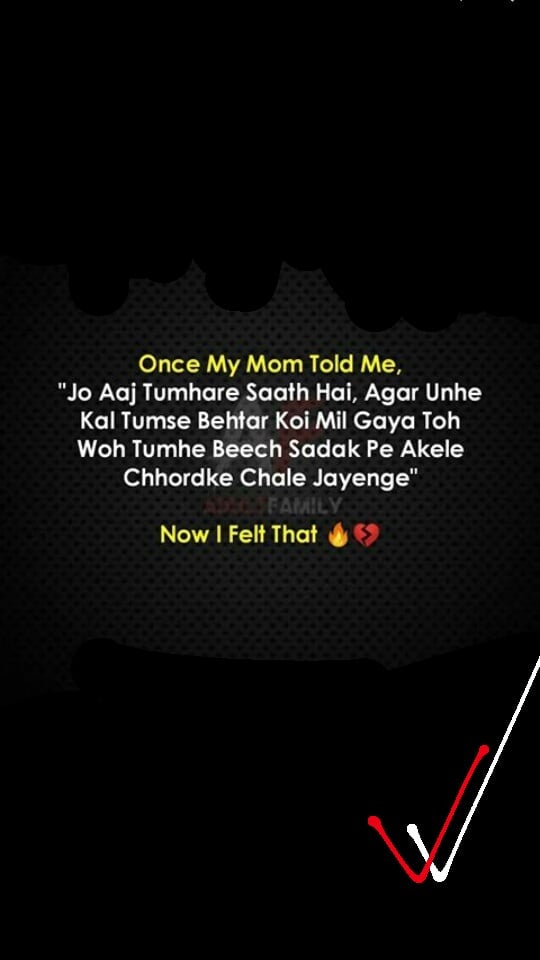 Once My Mom Told Me,
"Jo Aaj Tumhare Saath Hai, Agar Unhe
Kal Tumse Behtar Koi Mil Gaya Toh
Woh Tumhe Beech Sadak Pe Akele
Chhordke Chale Jayenge"
FAMILY
Now I Felt That 🔥💔